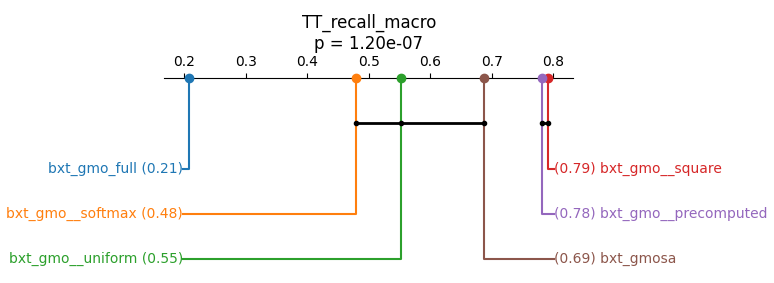 TT_recall_macro
p = 1.20e-07
0.2 0.3 0.4 0.5 0.6 0.7 0.8
bxt_gmo_full (0.21) (0.79) bxt_gmo__square
bxt_gmo__softmax (0.48) (0.78) bxt_gmo__precomputed
bxt_gmo__uniform (0.55) (0.69) bxt_gmosa